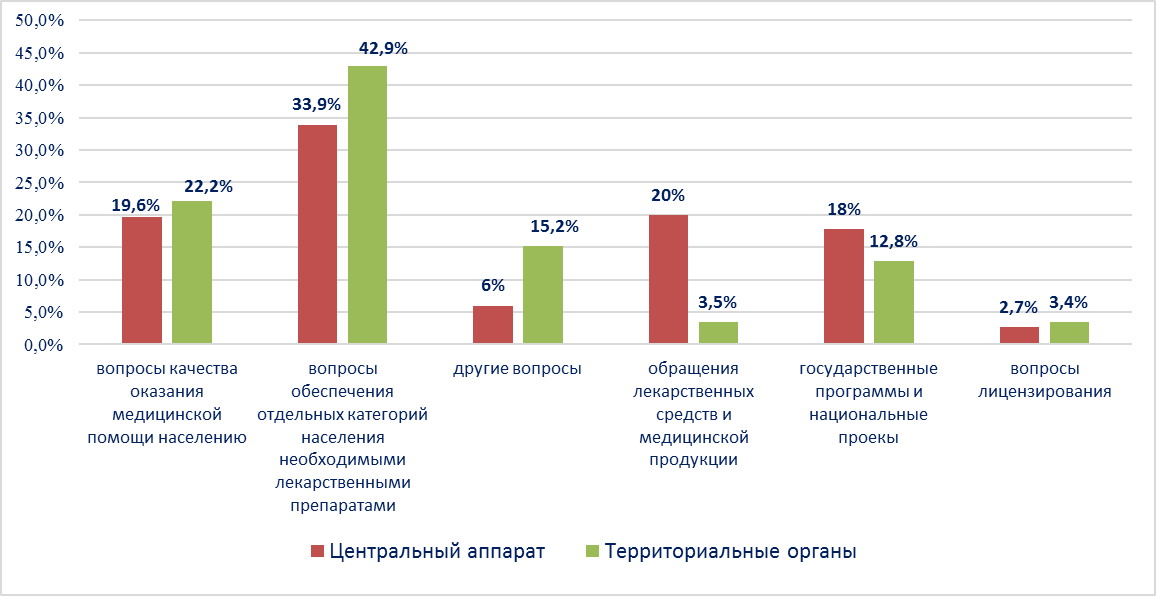 50,0%
45,0%
40,0%
35,0%
30,0%
25,0%
20,0%
15,0%
10,0%
5,0%
0,0%
19,6%
22,2%
33,9%
42,9%
6%
15,2%
20%
3,5%
18%
12,8%
2,7%
3,4%
вопросы качества
оказания
медицинской
помощи населению
вопросы
обеспечения
отдельных категорий
населения
необходимыми
лекарственными
препаратами
другие вопросы
обращения
лекарственных
средств и
медицинской
продукции
государственные
программы и
национальные
проекы
вопросы
лицензирования
Центральный аппарат
Территориальные органы